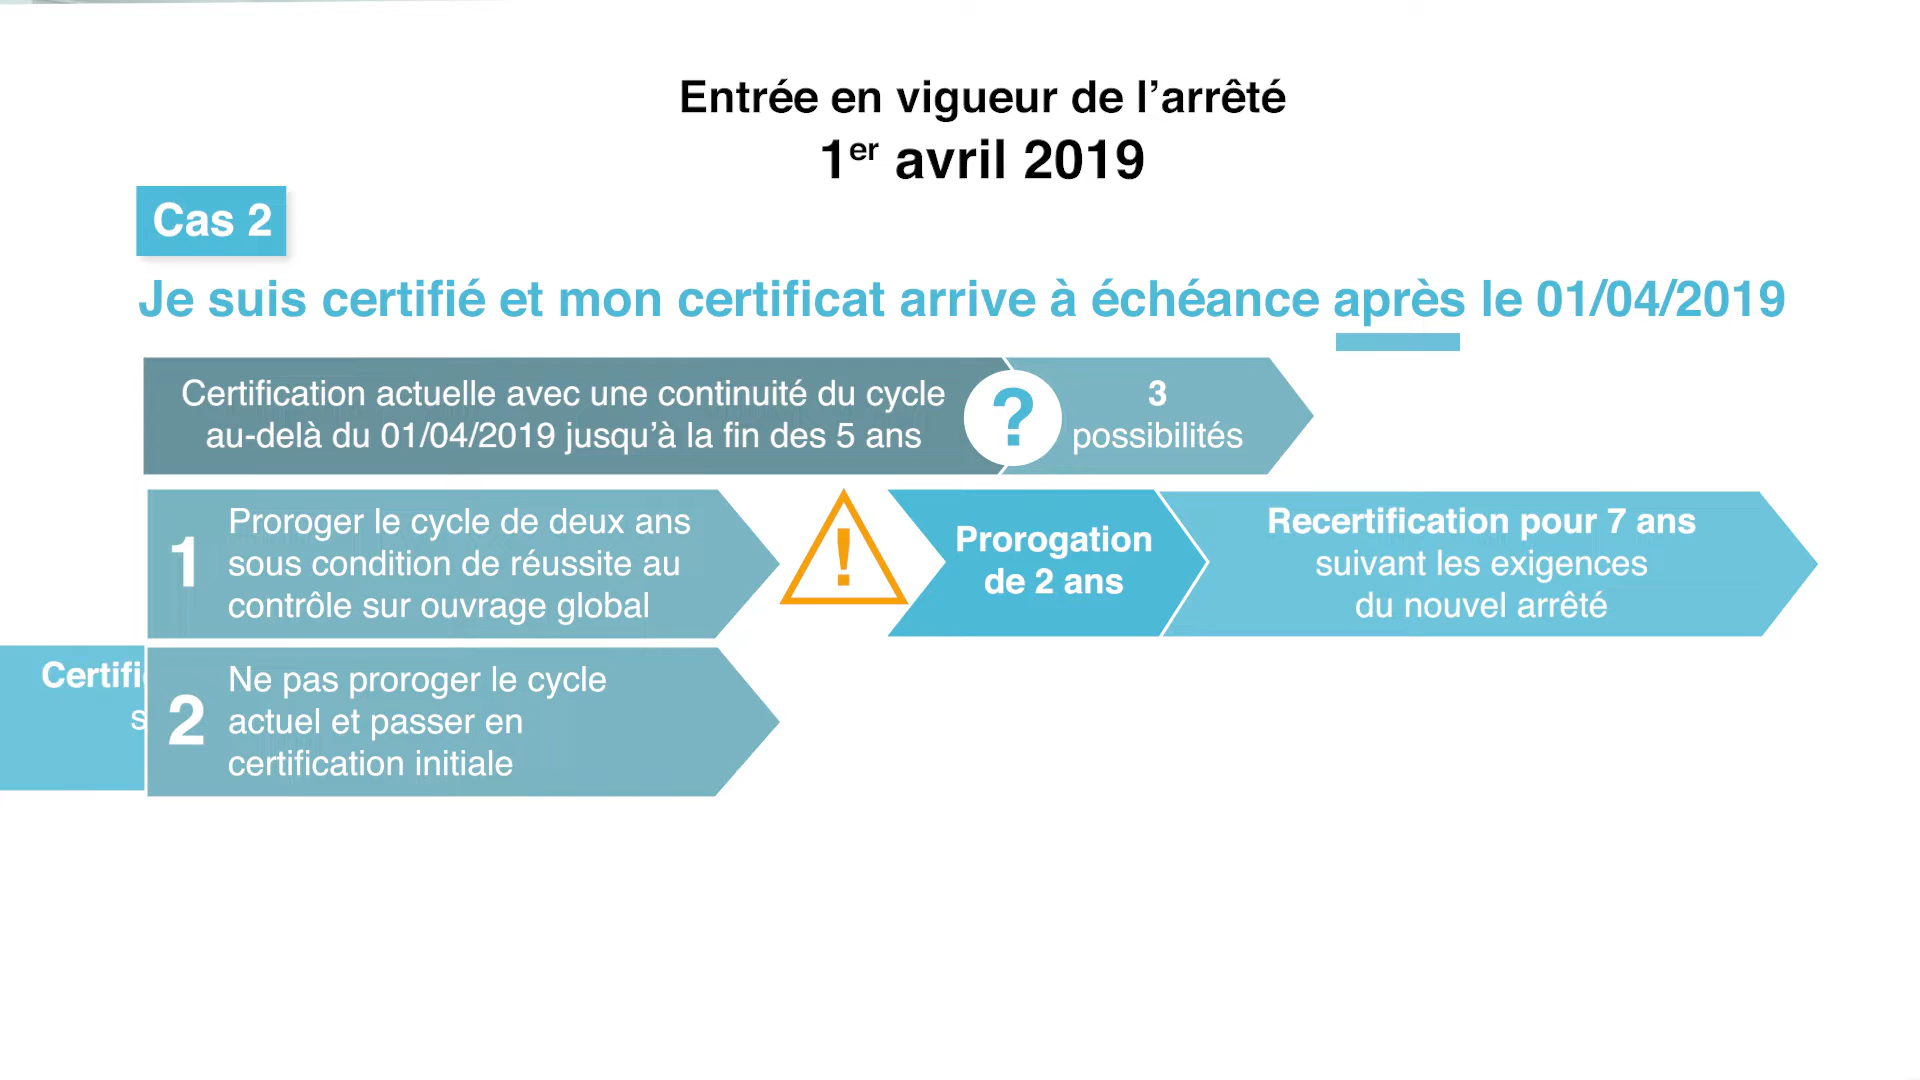 Entrée en vigueur de l’arrêté
1er avril 2019
Cas 2
Je suis certifié et mon certificat arrive à échéance après le 01/04/2019
Certification actuelle avec une continuité du cycle
au-delà du 01/04/2019 jusqu’à la fin des 5 ans
?
3
possibilités
1
Proroger le cycle de deux ans
sous condition de réussite au
contrôle sur ouvrage global
!
Prorogation
de 2 ans
Recertification pour 7 ans
suivant les exigences
du nouvel arrêté
2
Ne pas proroger le cycle
actuel et passer en
certification initiale